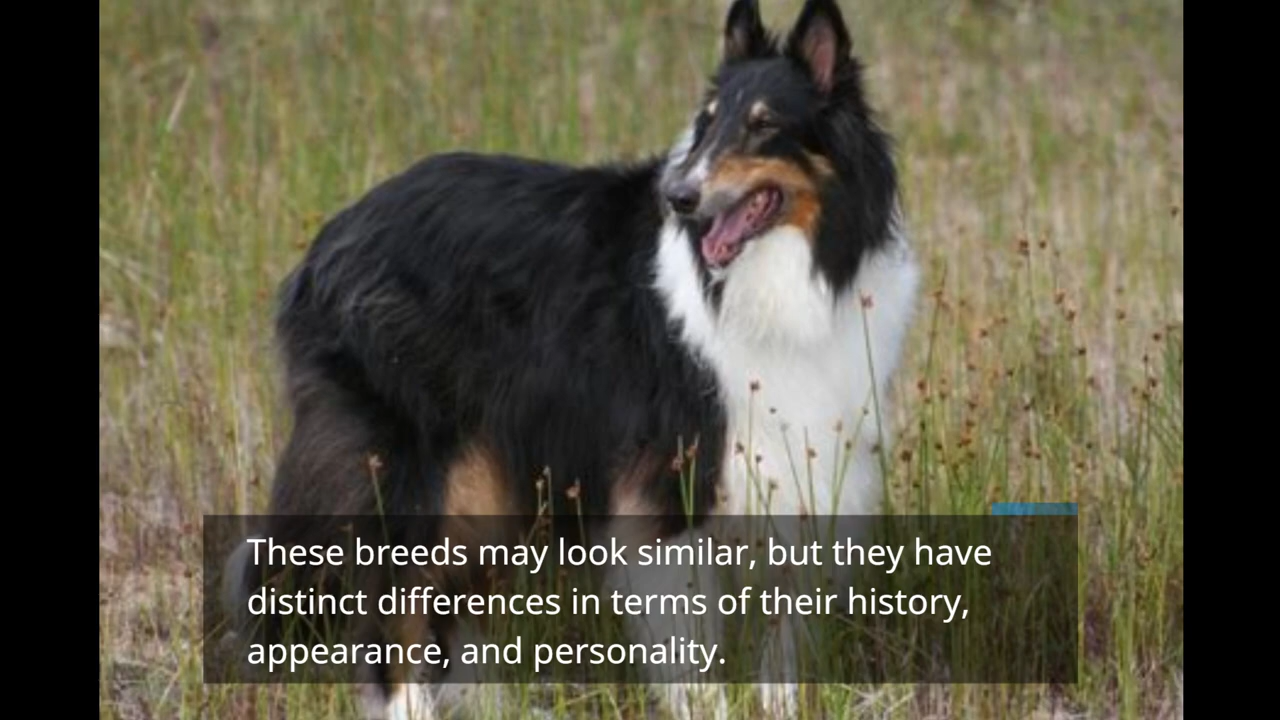 These breeds may look similar, but they have
distinct differences in terms of their history,
appearance, and personality.